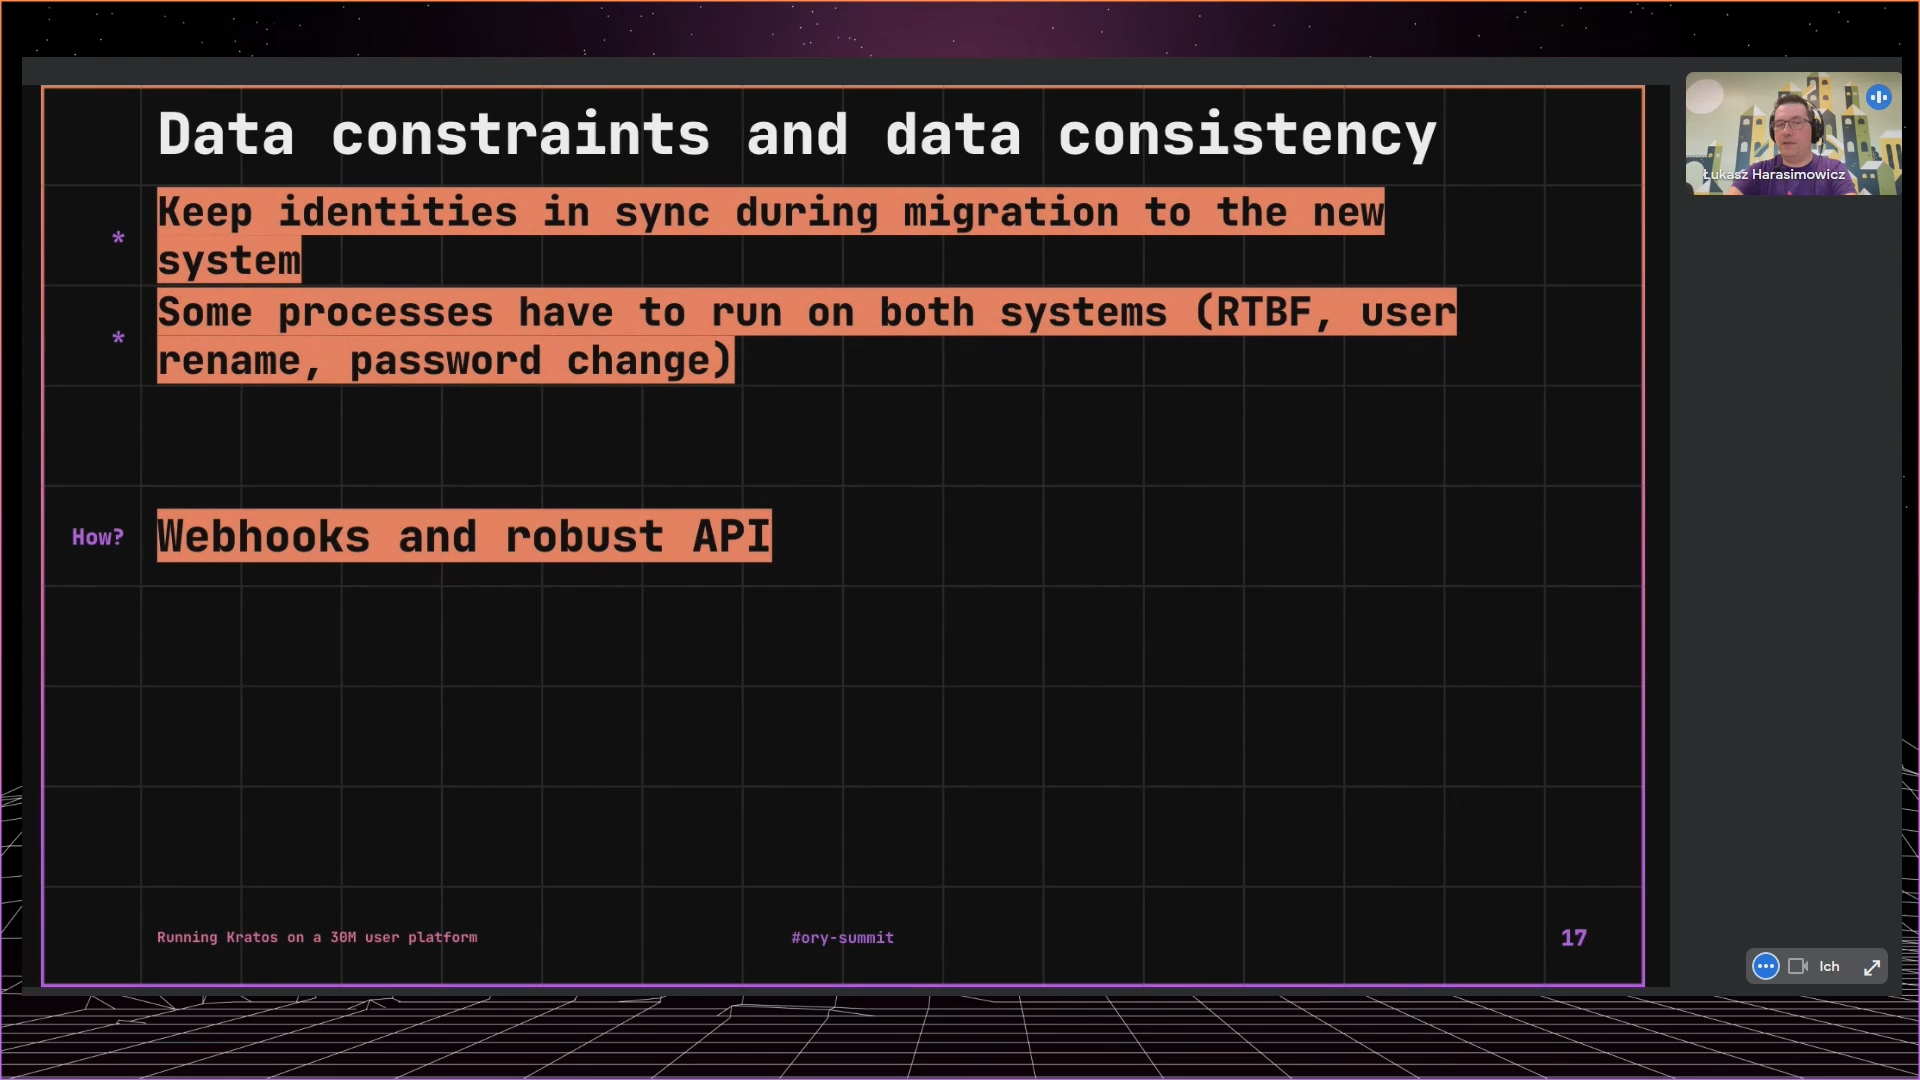 Data constraints and data consistency
* Keep identities in sync during migration to the new
system
* Some processes have to run on both systems (RTBF, user
rename, password change)
How? Webhooks and robust API
Running Kratos on a 30M user platform
#ory-summit
17
Łukasz Harasimowicz
Ich